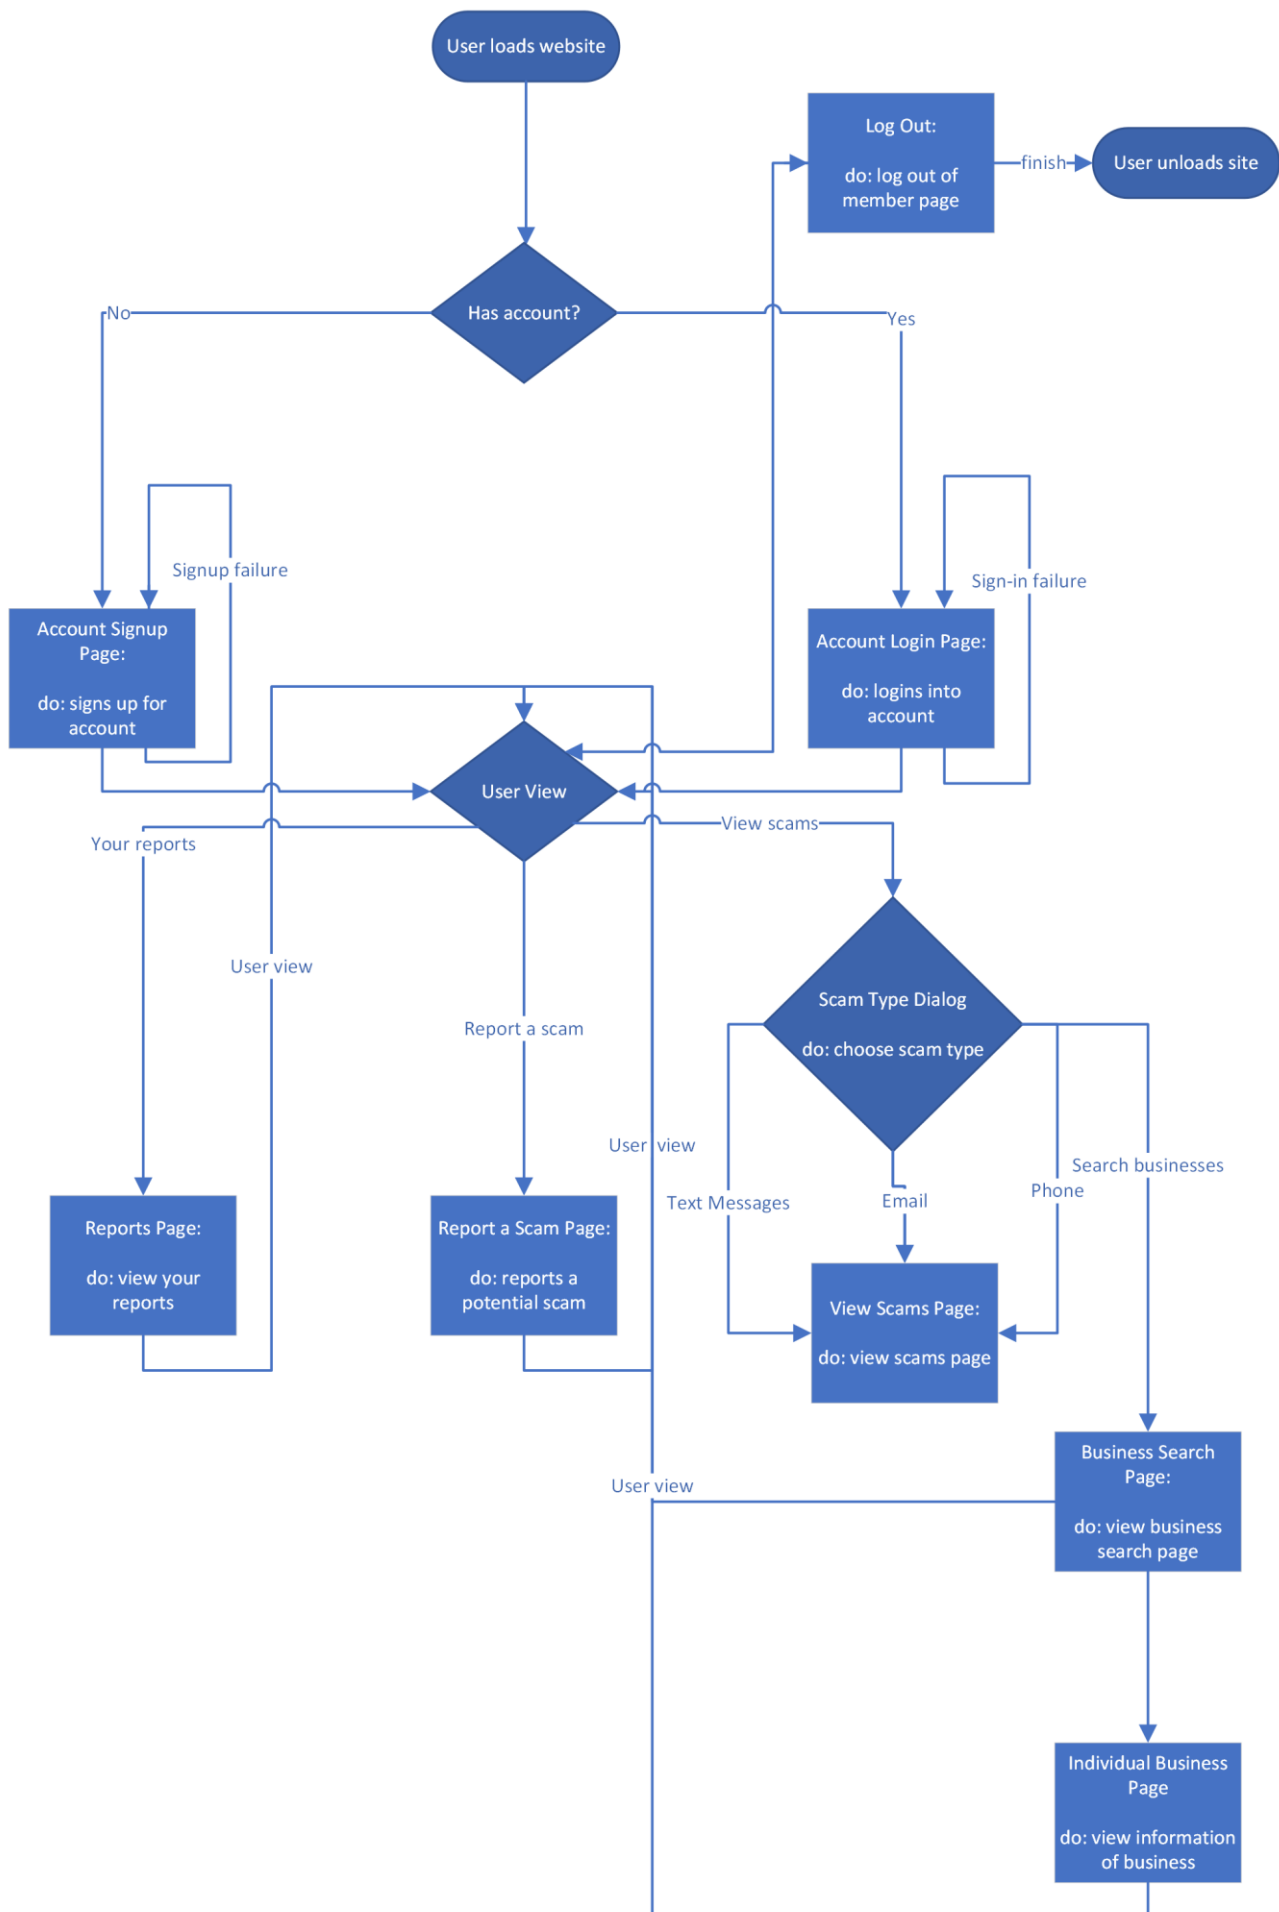 User loads website
Log Out:
do: log out of
member page
finish
User unloads site
Has account?
No
Yes
Signup failure
Sign-in failure
Account Signup
Page:
do: signs up for
account
Account Login Page:
do: logins into
account
User View
View scams
Your reports
User view
Scam Type Dialog
do: choose scam type
Report a scam
User view
Search businesses
Phone
Text Messages
Email
Reports Page:
do: view your
reports
Report a Scam Page:
do: reports a
potential scam
View Scams Page:
do: view scams page
Business Search
Page:
do: view business
search page
User view
Individual Business
Page
do: view information
of business